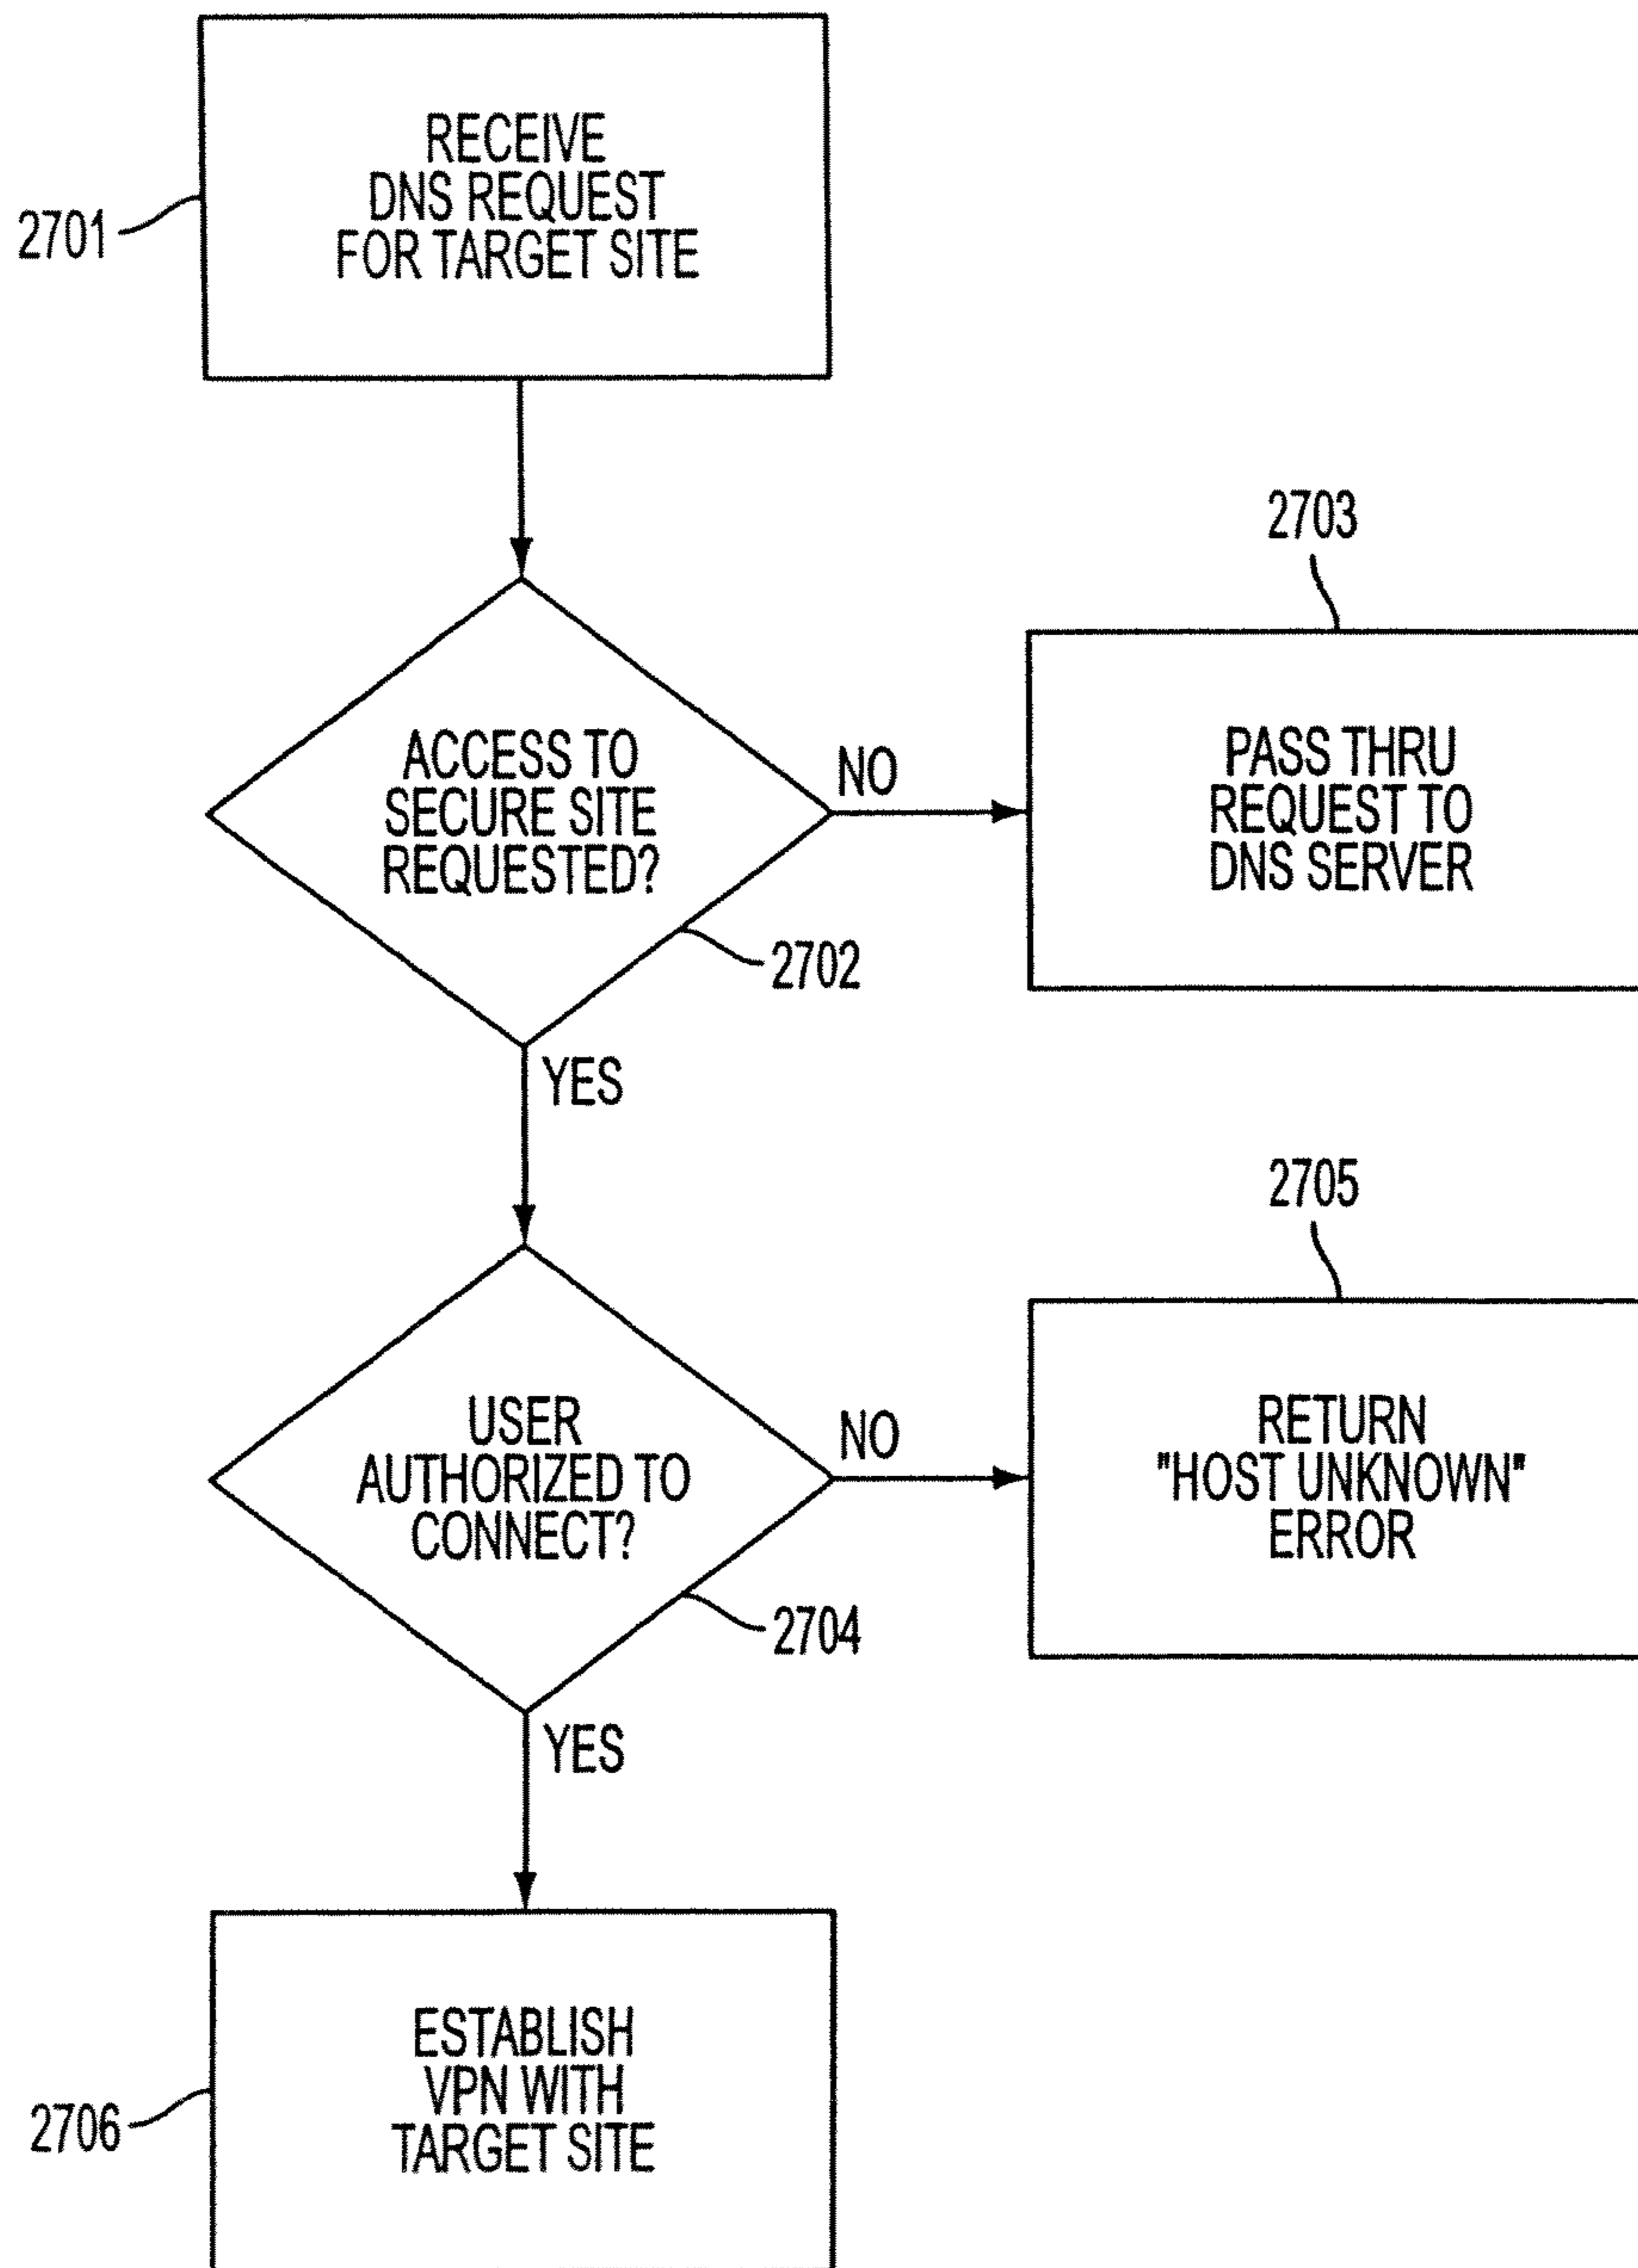 RECEIVE
DNS REQUEST
FOR TARGET SITE
2701
2703
ACCESS TO
SECURE SITE
REQUESTED?
NO
PASS THRU
REQUEST TO
DNS SERVER
2702
YES
2705
USER
AUTHORIZED TO
CONNECT?
NO
RETURN
"HOST UNKNOWN"
ERROR
2704
YES
ESTABLISH
VPN WITH
TARGET SITE
2706